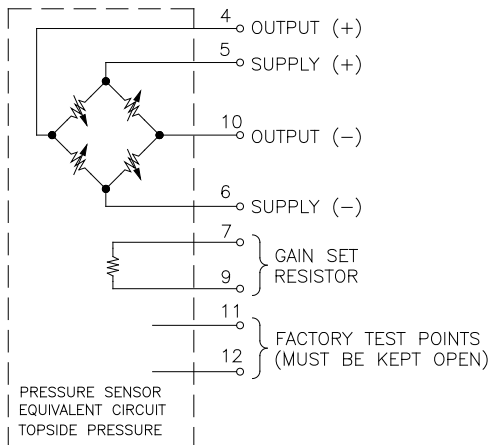 4
OUTPUT (+)
5
SUPPLY (+)
10
OUTPUT (−)
6
SUPPLY (−)
7
GAIN SET
RESISTOR
9
11
FACTORY TEST POINTS
(MUST BE KEPT OPEN)
12
PRESSURE SENSOR
EQUIVALENT CIRCUIT
TOPSIDE PRESSURE